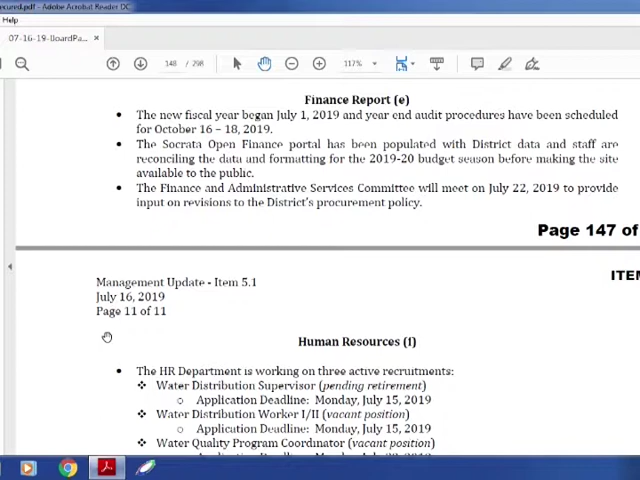 ecured.pdf - Adobe Acrobat Reader DC
Help
07-16-19-BoardPa... ×
148 / 298
117%
Finance Report (e)
• The new fiscal year began July 1, 2019 and year end audit procedures have been scheduled
for October 16 – 18, 2019.
• The Socrata Open Finance portal has been populated with District data and staff are
reconciling the data and formatting for the 2019-20 budget season before making the site
available to the public.
• The Finance and Administrative Services Committee will meet on July 22, 2019 to provide
input on revisions to the District's procurement policy.
Page 147 of
Management Update - Item 5.1
ITEM
July 16, 2019
Page 11 of 11
Human Resources (f)
• The HR Department is working on three active recruitments:
❖ Water Distribution Supervisor (pending retirement)
o Application Deadline: Monday, July 15, 2019
❖ Water Distribution Worker I/II (vacant position)
o Application Deadline: Monday, July 15, 2019
❖ Water Quality Program Coordinator (vacant position)